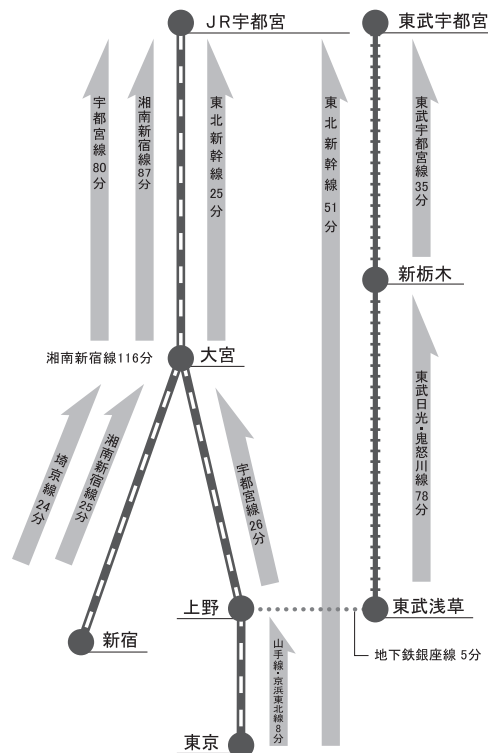 JR宇都宮
東武宇都宮
宇都宮線 80分
湘南新宿線 87分
東北新幹線 25分
東北新幹線 51分
東武宇都宮線 35分
新栃木
湘南新宿線116分
大宮
埼京線 24分
湘南新宿線 25分
宇都宮線 26分
東武日光・鬼怒川線 78分
上野
東武浅草
新宿
山手線・京浜東北線 8分
地下鉄銀座線 5分
東京